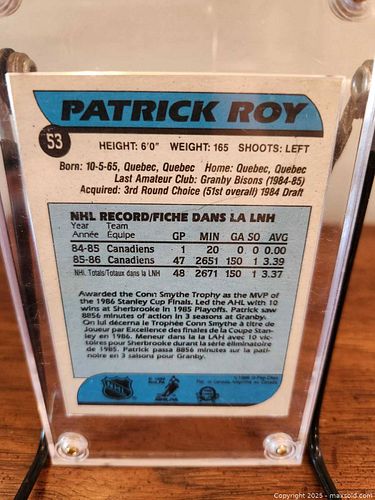 PATRICK ROY
53
HEIGHT: 6'0" WEIGHT: 165 SHOOTS: LEFT
Born: 10-5-65, Quebec, Quebec Home: Quebec, Quebec
Last Amateur Club: Granby Bisons (1984-85)
Acquired: 3rd Round Choice (51st overall) 1984 Draft
NHL RECORD/FICHE DANS LA LNH
Year Team
Année Équipe GP MIN GA SO AVG
84-85 Canadiens 1 20 0 0 0.00
85-86 Canadiens 47 2651 150 1 3.39
NHL Totals/Totaux dans la LNH 48 2671 150 1 3.37
Awarded the Conn Smythe Trophy as the MVP of
the 1986 Stanley Cup Finals. Led the AHL with 10
wins at Sherbrooke in 1985 Playoffs. Patrick saw
8856 minutes of action in 3 seasons at Granby.
On lui décerna le Trophée Conn Smythe à titre de
Joueur par Excellence des finales de la Coupe Stan-
ley en 1986. Meneur dans la LAH avec 10 vic-
toires pour Sherbrooke durant la série éliminatoire
de 1985. Patrick passa 8856 minutes sur la pati-
noire en 3 saisons pour Granby.
NHL
NHLPA
Copyright 2025 - maxsold.com